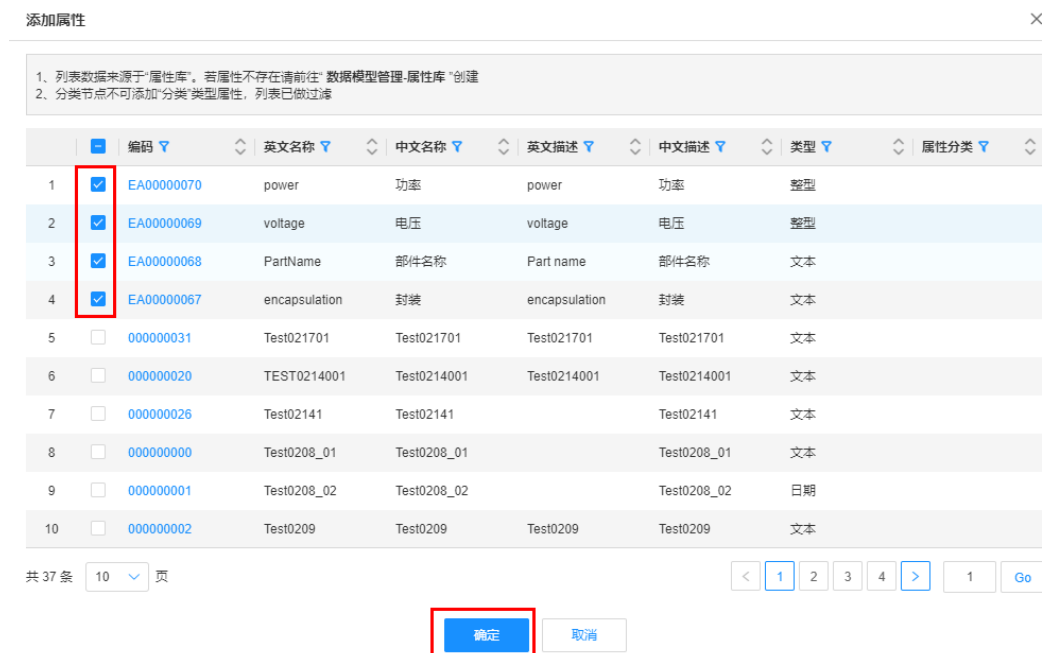 添加属性
1、列表数据来源于“属性库”。若属性不存在请前往“ 数据模型管理-属性库 ”创建
2、分类节点不可添加“分类”类型属性，列表已做过滤
编码 英文名称 中文名称 英文描述 中文描述 类型 属性分类
1 EA00000070 power 功率 power 功率 整型
2 EA00000069 voltage 电压 voltage 电压 整型
3 EA00000068 PartName 部件名称 Part name 部件名称 文本
4 EA00000067 encapsulation 封装 encapsulation 封装 文本
5 000000031 Test021701 Test021701 Test021701 Test021701 文本
6 000000020 TEST0214001 Test0214001 Test0214001 Test0214001 文本
7 000000026 Test02141 Test02141 Test02141 文本
8 000000000 Test0208_01 Test0208_01 Test0208_01 文本
9 000000001 Test0208_02 Test0208_02 Test0208_02 日期
10 000000002 Test0209 Test0209 Test0209 Test0209 文本
共 37 条 10 页 < 1 2 3 4 > 1 Go
确定 取消